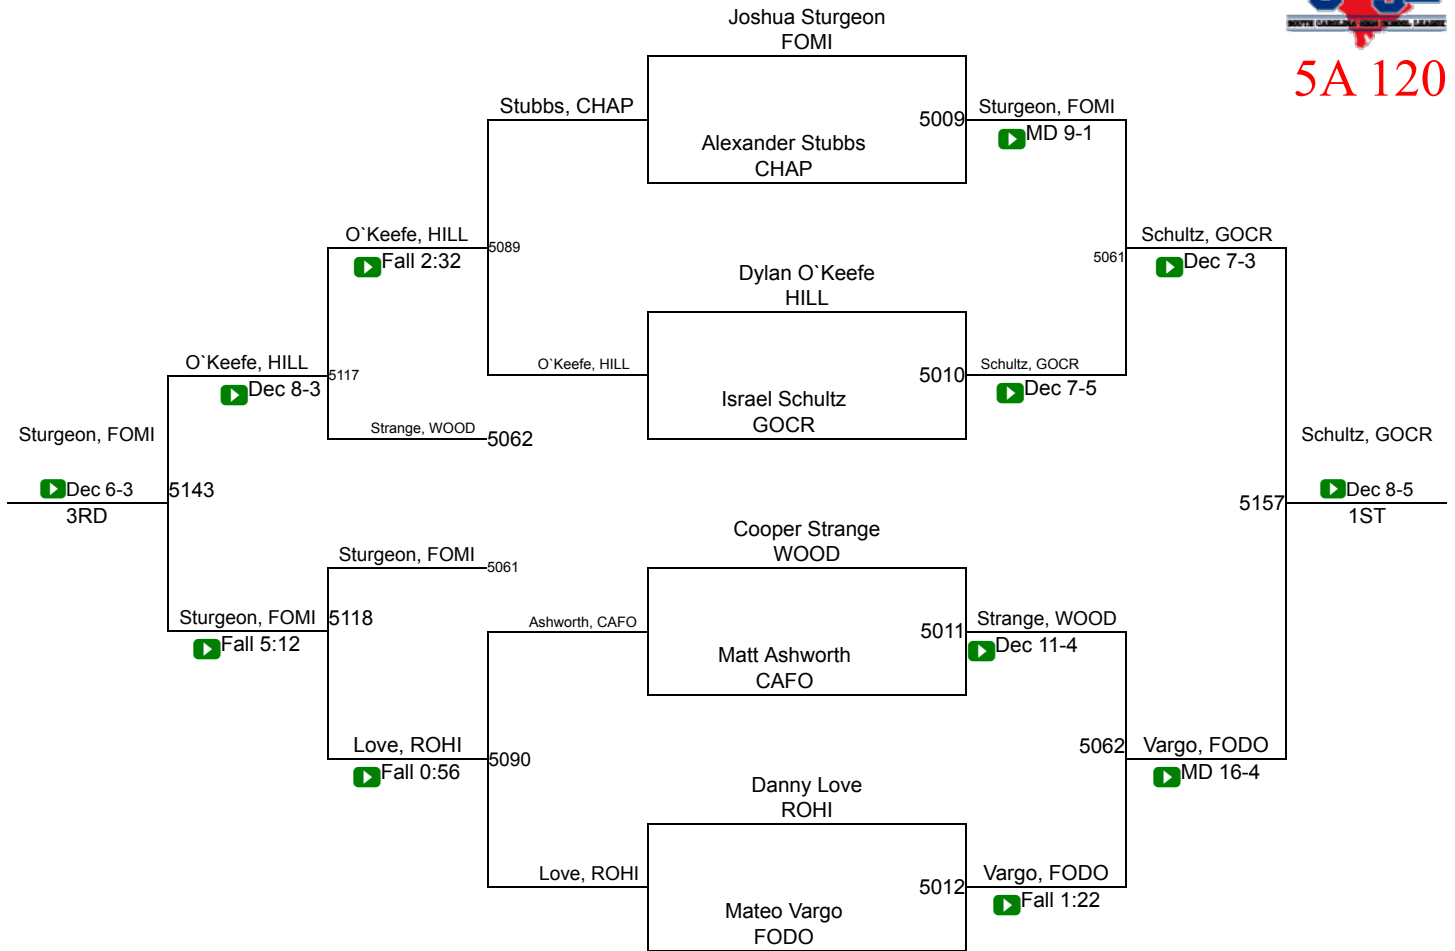 SOUTH CAROLINA HIGH SCHOOL LEAGUE
5A 120
Joshua Sturgeon
FOMI
Stubbs, CHAP
5009
Sturgeon, FOMI
MD 9-1
Alexander Stubbs
CHAP
O`Keefe, HILL
5089
Fall 2:32
Dylan O`Keefe
HILL
5061
Schultz, GOCR
Dec 7-3
O`Keefe, HILL
5117
Dec 8-3
O`Keefe, HILL
5010
Schultz, GOCR
Dec 7-5
Israel Schultz
GOCR
Strange, WOOD
5062
Sturgeon, FOMI
Dec 6-3
3RD
5143
Schultz, GOCR
5157
Dec 8-5
1ST
Cooper Strange
WOOD
Sturgeon, FOMI
5061
Sturgeon, FOMI
5118
Fall 5:12
Ashworth, CAFO
5011
Strange, WOOD
Dec 11-4
Matt Ashworth
CAFO
Love, ROHI
5090
Fall 0:56
5062
Vargo, FODO
MD 16-4
Danny Love
ROHI
Love, ROHI
5012
Vargo, FODO
Fall 1:22
Mateo Vargo
FODO